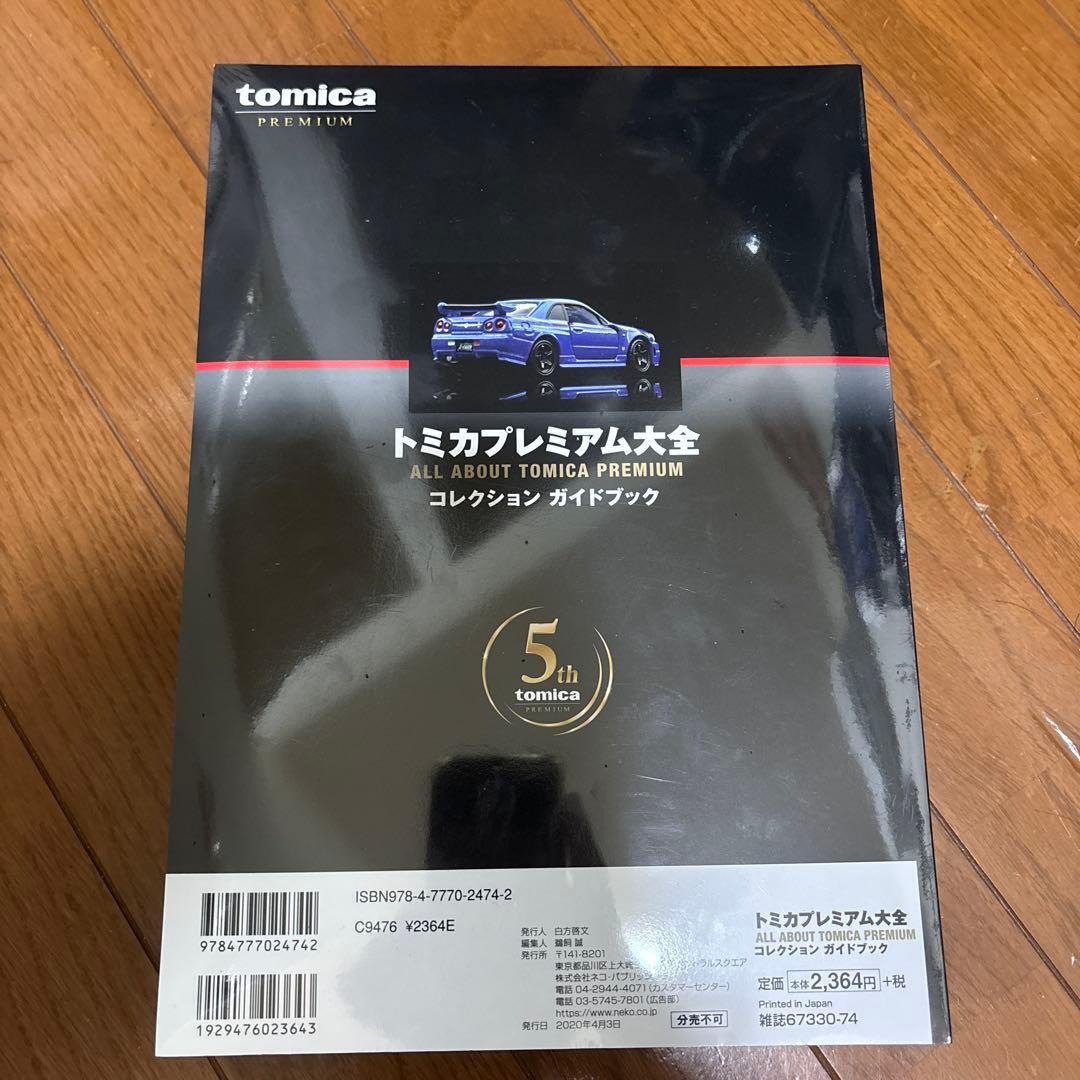 tomica
PREMIUM
トミカプレミアム大全
ALL ABOUT TOMICA PREMIUM
コレクション ガイドブック
5th
tomica
PREMIUM
ISBN978-4-7770-2474-2
C9476 ¥2364E
9784777024742
1929476023643
発行人 白方啓文
編集人 鵜飼 誠
発行所 〒141-8201
東京都品川区上大崎 ラルスクエア
株式会社ネコ・パブリッシング
電話 04-2944-4071(カスタマーセンター)
電話 03-5745-7801(広告部)
https://www.neko.co.jp
発行日 2020年4月3日
分売不可
トミカプレミアム大全
ALL ABOUT TOMICA PREMIUM
コレクション ガイドブック
定価 本体2,364円 +税
Printed in Japan
雑誌67330-74